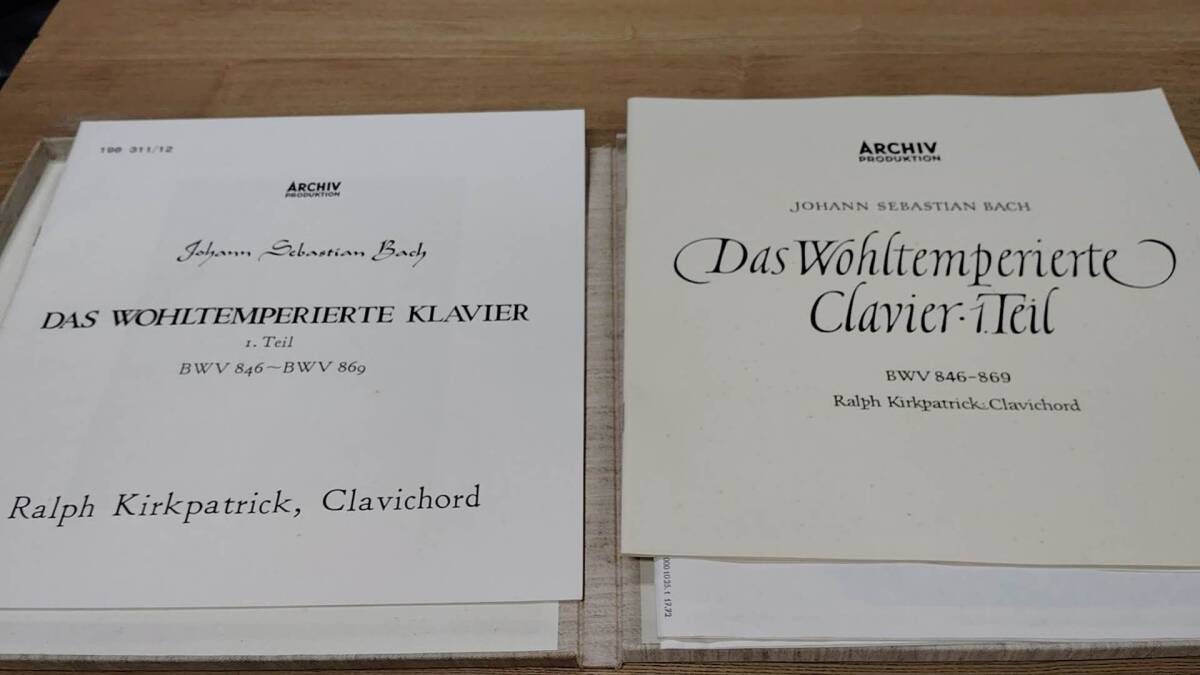 198 311/12
ARCHIV
PRODUKTION
Johann Sebastian Bach
DAS WOHLTEMPERIERTE KLAVIER
1. Teil
BWV 846~BWV 869
Ralph Kirkpatrick, Clavichord
ARCHIV
PRODUKTION
JOHANN SEBASTIAN BACH
Das Wohltemperierte
Clavier · 1. Teil
BWV 846-869
Ralph Kirkpatrick: Clavichord